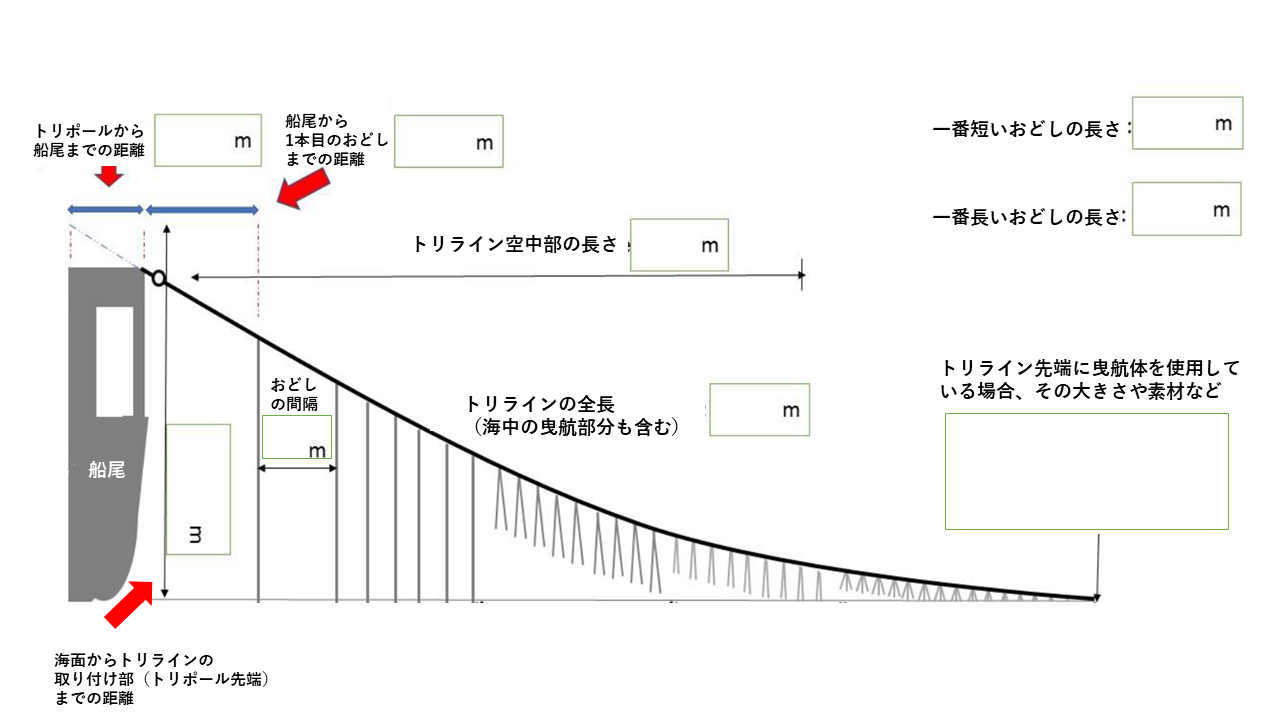 トリポールから
船尾までの距離
m
船尾から
1本目のおどし
までの距離
m
一番短いおどしの長さ：
m
一番長いおどしの長さ:
m
トリライン空中部の長さ：
m
おどし
の間隔
m
トリラインの全長
（海中の曳航部分も含む）
:
m
トリライン先端に曳航体を使用して
いる場合、その大きさや素材など
船尾
m
海面からトリラインの
取り付け部（トリポール先端）
までの距離